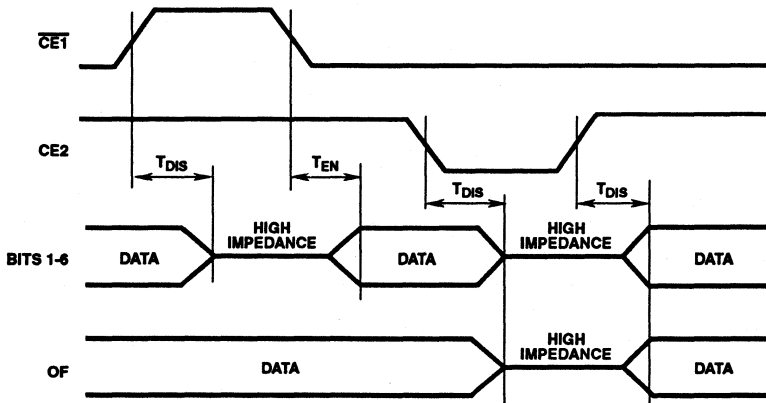 CE1
CE2
TDIS
TEN
TDIS
TDIS
HIGH
IMPEDANCE
HIGH
IMPEDANCE
BITS 1-6
DATA
DATA
DATA
HIGH
IMPEDANCE
OF
DATA
DATA